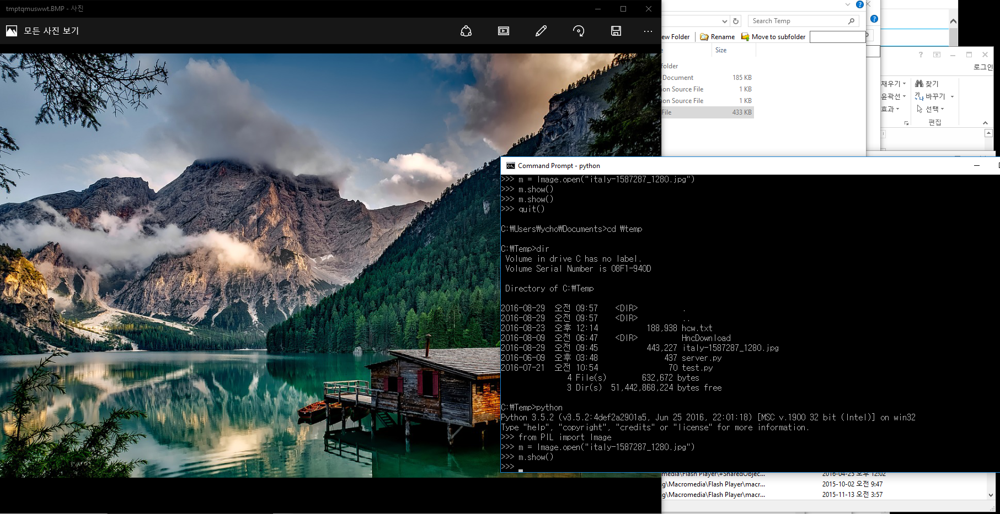 tmptqmuswwt.BMP - 사진
모든 사진 보기
Search Temp
ew Folder
Rename
Move to subfolder
Size
folder
Document 185 KB
on Source File 1 KB
on Source File 1 KB
File 433 KB
로그인
채우기
찾기
윤곽선
바꾸기
효과
선택
편집
Command Prompt - python
>>> m = Image.open("italy-1587287_1280.jpg")
>>> m.show()
>>> m.show()
>>> quit()
C:₩Users₩ycho₩Documents>cd ₩temp
C:₩Temp>dir
Volume in drive C has no label.
Volume Serial Number is 08F1-940D
Directory of C:₩Temp
2016-08-29 오전 09:57 <DIR> .
2016-08-29 오전 09:57 <DIR> ..
2016-08-23 오후 12:14 188,938 hcw.txt
2016-08-09 오전 06:47 <DIR> HncDownload
2016-08-29 오전 09:45 443,227 italy-1587287_1280.jpg
2016-06-09 오후 03:48 437 server.py
2016-07-21 오전 10:54 70 test.py
4 File(s) 632,672 bytes
3 Dir(s) 51,442,868,224 bytes free
C:₩Temp>python
Python 3.5.2 (v3.5.2:4def2a2901a5, Jun 25 2016, 22:01:18) [MSC v.1900 32 bit (Intel)] on win32
Type "help", "copyright", "credits" or "license" for more information.
>>> from PIL import Image
>>> m = Image.open("italy-1587287_1280.jpg")
>>> m.show()
>>>
media\Flash Player\#SharedObjec... 2016-04-25 오후 12:02
g\Macromedia\Flash Player\macr... 2015-10-02 오전 9:47
g\Macromedia\Flash Player\macr... 2015-11-13 오전 3:57